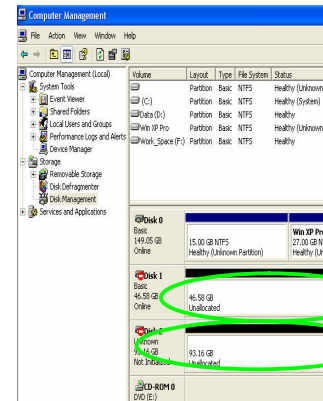 Computer Management
File Action View Window Help
Computer Management (Local)
System Tools
Event Viewer
Shared Folders
Local Users and Groups
Performance Logs and Alerts
Device Manager
Storage
Removable Storage
Disk Defragmenter
Disk Management
Services and Applications
Volume Layout Type File System Status
Partition Basic NTFS Healthy (Unknown
(C:) Partition Basic NTFS Healthy (System)
Data (D:) Partition Basic NTFS Healthy
Win XP Pro Partition Basic NTFS Healthy (Unknown
Work_Space (F:) Partition Basic NTFS Healthy
Disk 0
Basic
149.05 GB
Online
15.00 GB NTFS
Healthy (Unknown Partition)
Win XP Pro
27.00 GB N
Healthy (Un
Disk 1
Basic
46.58 GB
Online
46.58 GB
Unallocated
Unknown
93.16 GB
Not Initialized
93.16 GB
Unallocated
CD-ROM 0
DVD (E:)